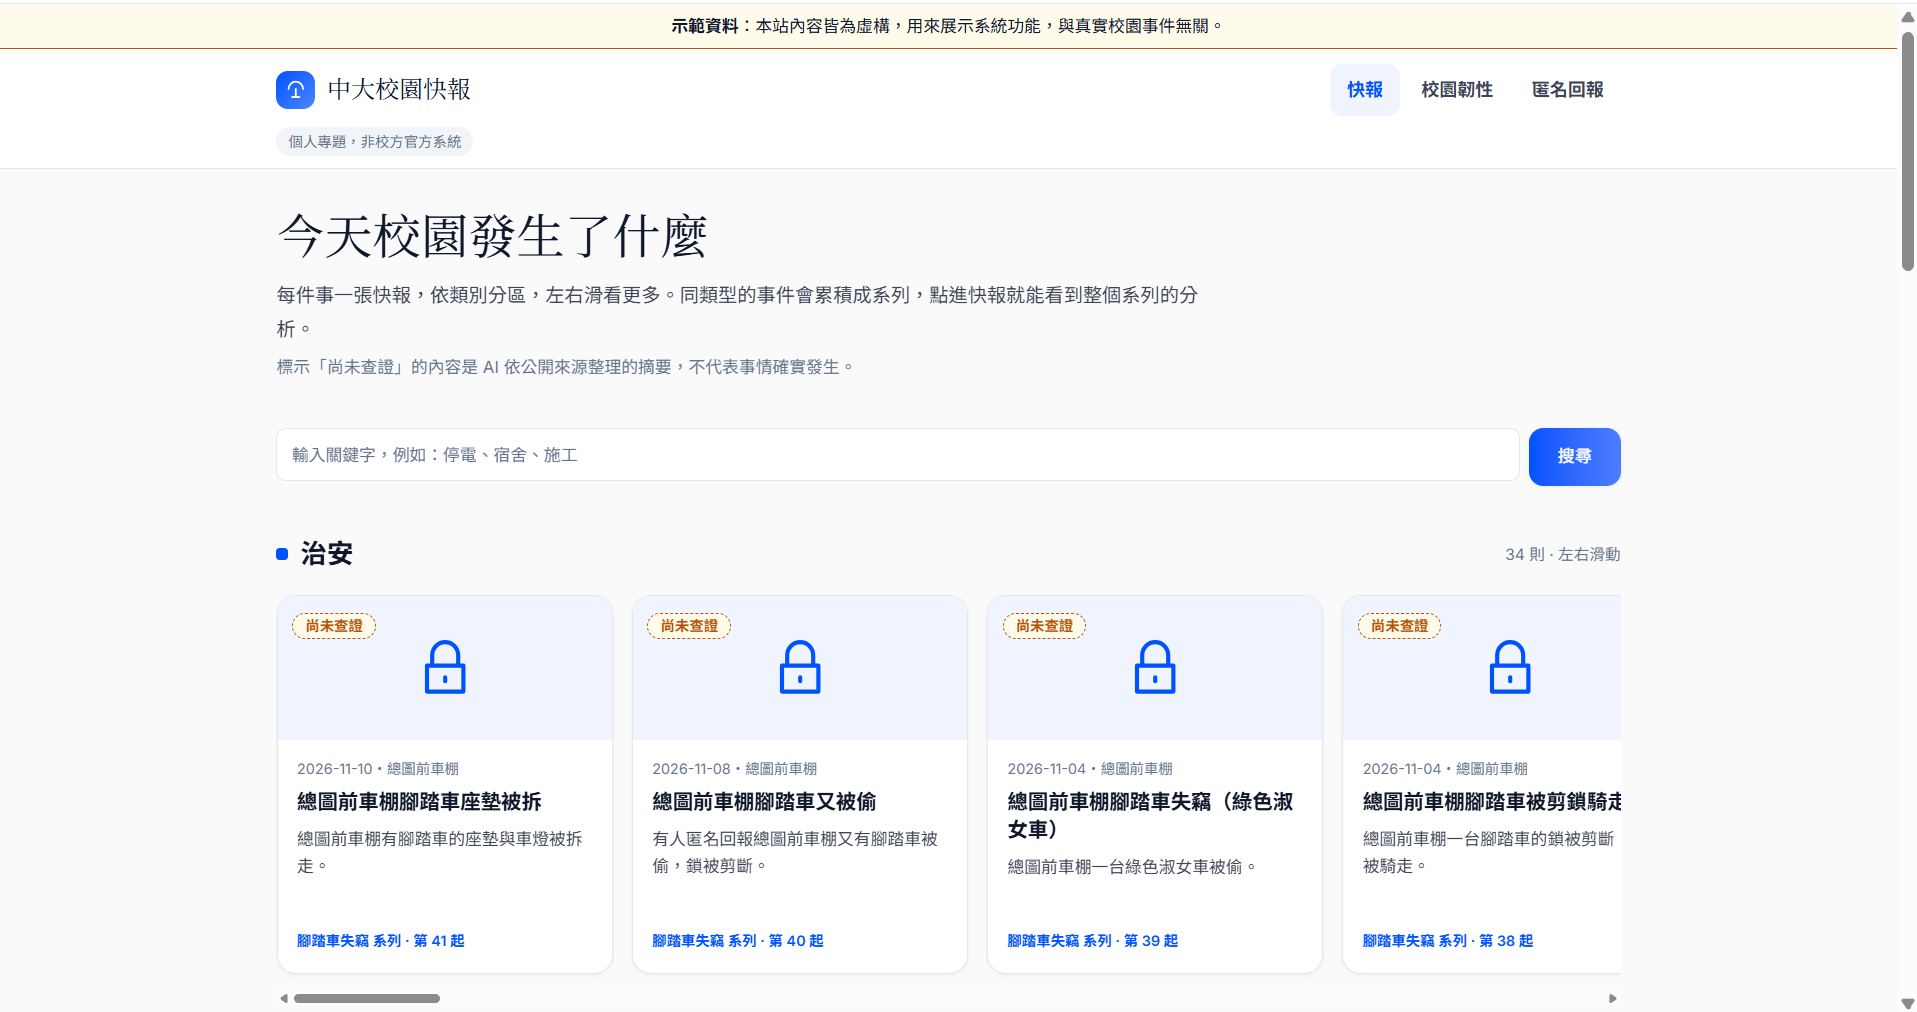 示範資料：本站內容皆為虛構，用來展示系統功能，與真實校園事件無關。
中大校園快報
快報
校園韌性
匿名回報
個人專題，非校方官方系統
今天校園發生了什麼
每件事一張快報，依類別分區，左右滑看更多。同類型的事件會累積成系列，點進快報就能看到整個系列的分
析。
標示「尚未查證」的內容是 AI 依公開來源整理的摘要，不代表事情確實發生。
輸入關鍵字，例如：停電、宿舍、施工
搜尋
治安
34 則 · 左右滑動
尚未查證
2026-11-10・總圖前車棚
總圖前車棚腳踏車座墊被拆
總圖前車棚有腳踏車的座墊與車燈被拆
走。
腳踏車失竊 系列 · 第 41 起
尚未查證
2026-11-08・總圖前車棚
總圖前車棚腳踏車又被偷
有人匿名回報總圖前車棚又有腳踏車被
偷，鎖被剪斷。
腳踏車失竊 系列 · 第 40 起
尚未查證
2026-11-04・總圖前車棚
總圖前車棚腳踏車失竊（綠色淑
女車）
總圖前車棚一台綠色淑女車被偷。
腳踏車失竊 系列 · 第 39 起
尚未查證
2026-11-04・總圖前車棚
總圖前車棚腳踏車被剪鎖騎走
總圖前車棚一台腳踏車的鎖被剪斷
被騎走。
腳踏車失竊 系列 · 第 38 起